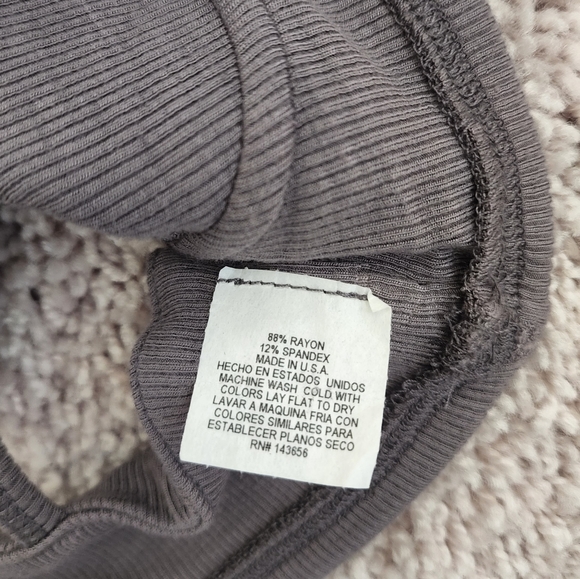 88% RAYON
12% SPANDEX
MADE IN U.S.A.
HECHO EN ESTADOS UNIDOS
MACHINE WASH COLD WITH
COLORS LAY FLAT TO DRY
LAVAR A MAQUINA FRIA CON
COLORES SIMILARES PARA
ESTABLECER PLANOS SECO
RN# 143656